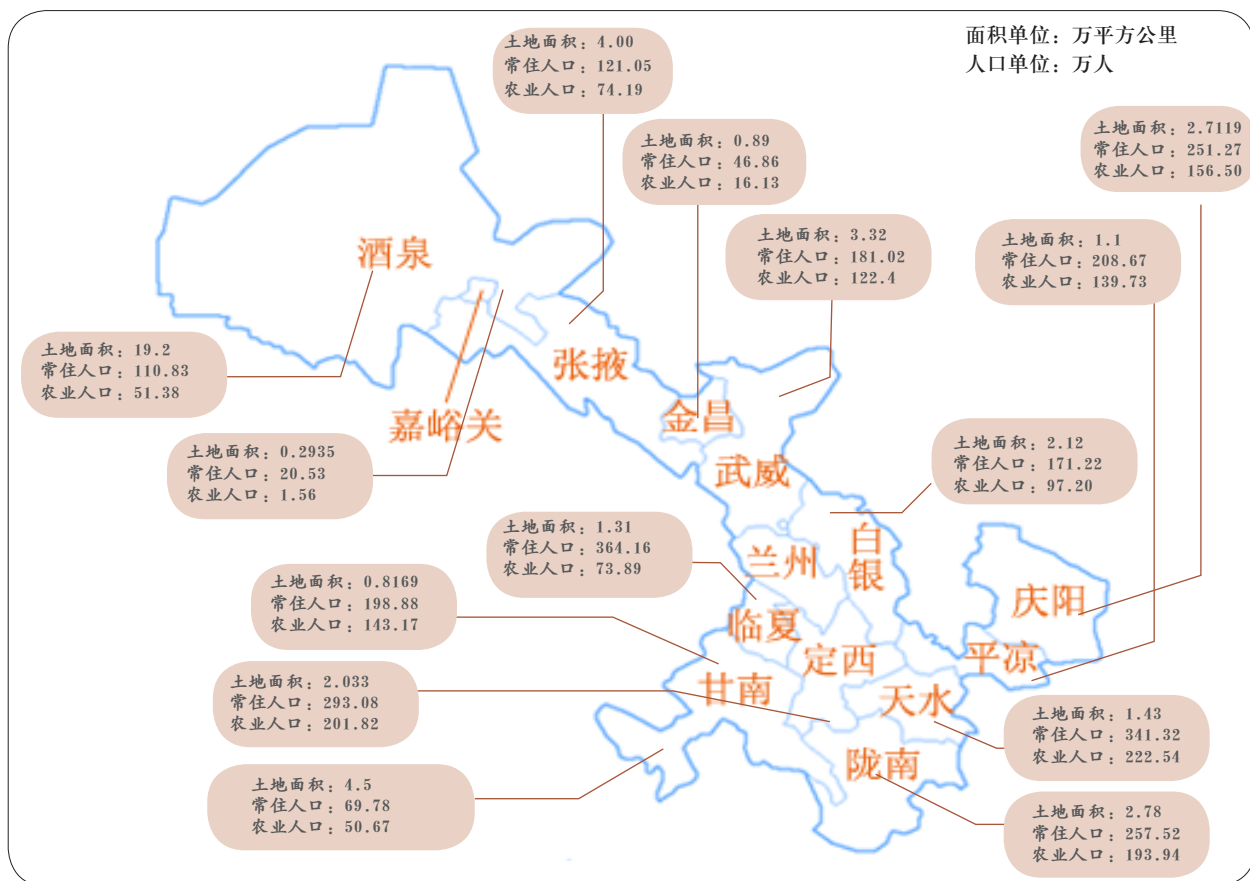 面积单位：万平方公里
人口单位：万人
土地面积：4.00
常住人口：121.05
农业人口：74.19
土地面积：0.89
常住人口：46.86
农业人口：16.13
土地面积：2.7119
常住人口：251.27
农业人口：156.50
土地面积：3.32
常住人口：181.02
农业人口：122.4
土地面积：1.1
常住人口：208.67
农业人口：139.73
酒泉
土地面积：19.2
常住人口：110.83
农业人口：51.38
张掖
嘉峪关
金昌
土地面积：0.2935
常住人口：20.53
农业人口：1.56
武威
土地面积：2.12
常住人口：171.22
农业人口：97.20
土地面积：1.31
常住人口：364.16
农业人口：73.89
兰州
白银
土地面积：0.8169
常住人口：198.88
农业人口：143.17
庆阳
临夏
定西
平凉
土地面积：2.033
常住人口：293.08
农业人口：201.82
甘南
天水
土地面积：1.43
常住人口：341.32
农业人口：222.54
陇南
土地面积：4.5
常住人口：69.78
农业人口：50.67
土地面积：2.78
常住人口：257.52
农业人口：193.94